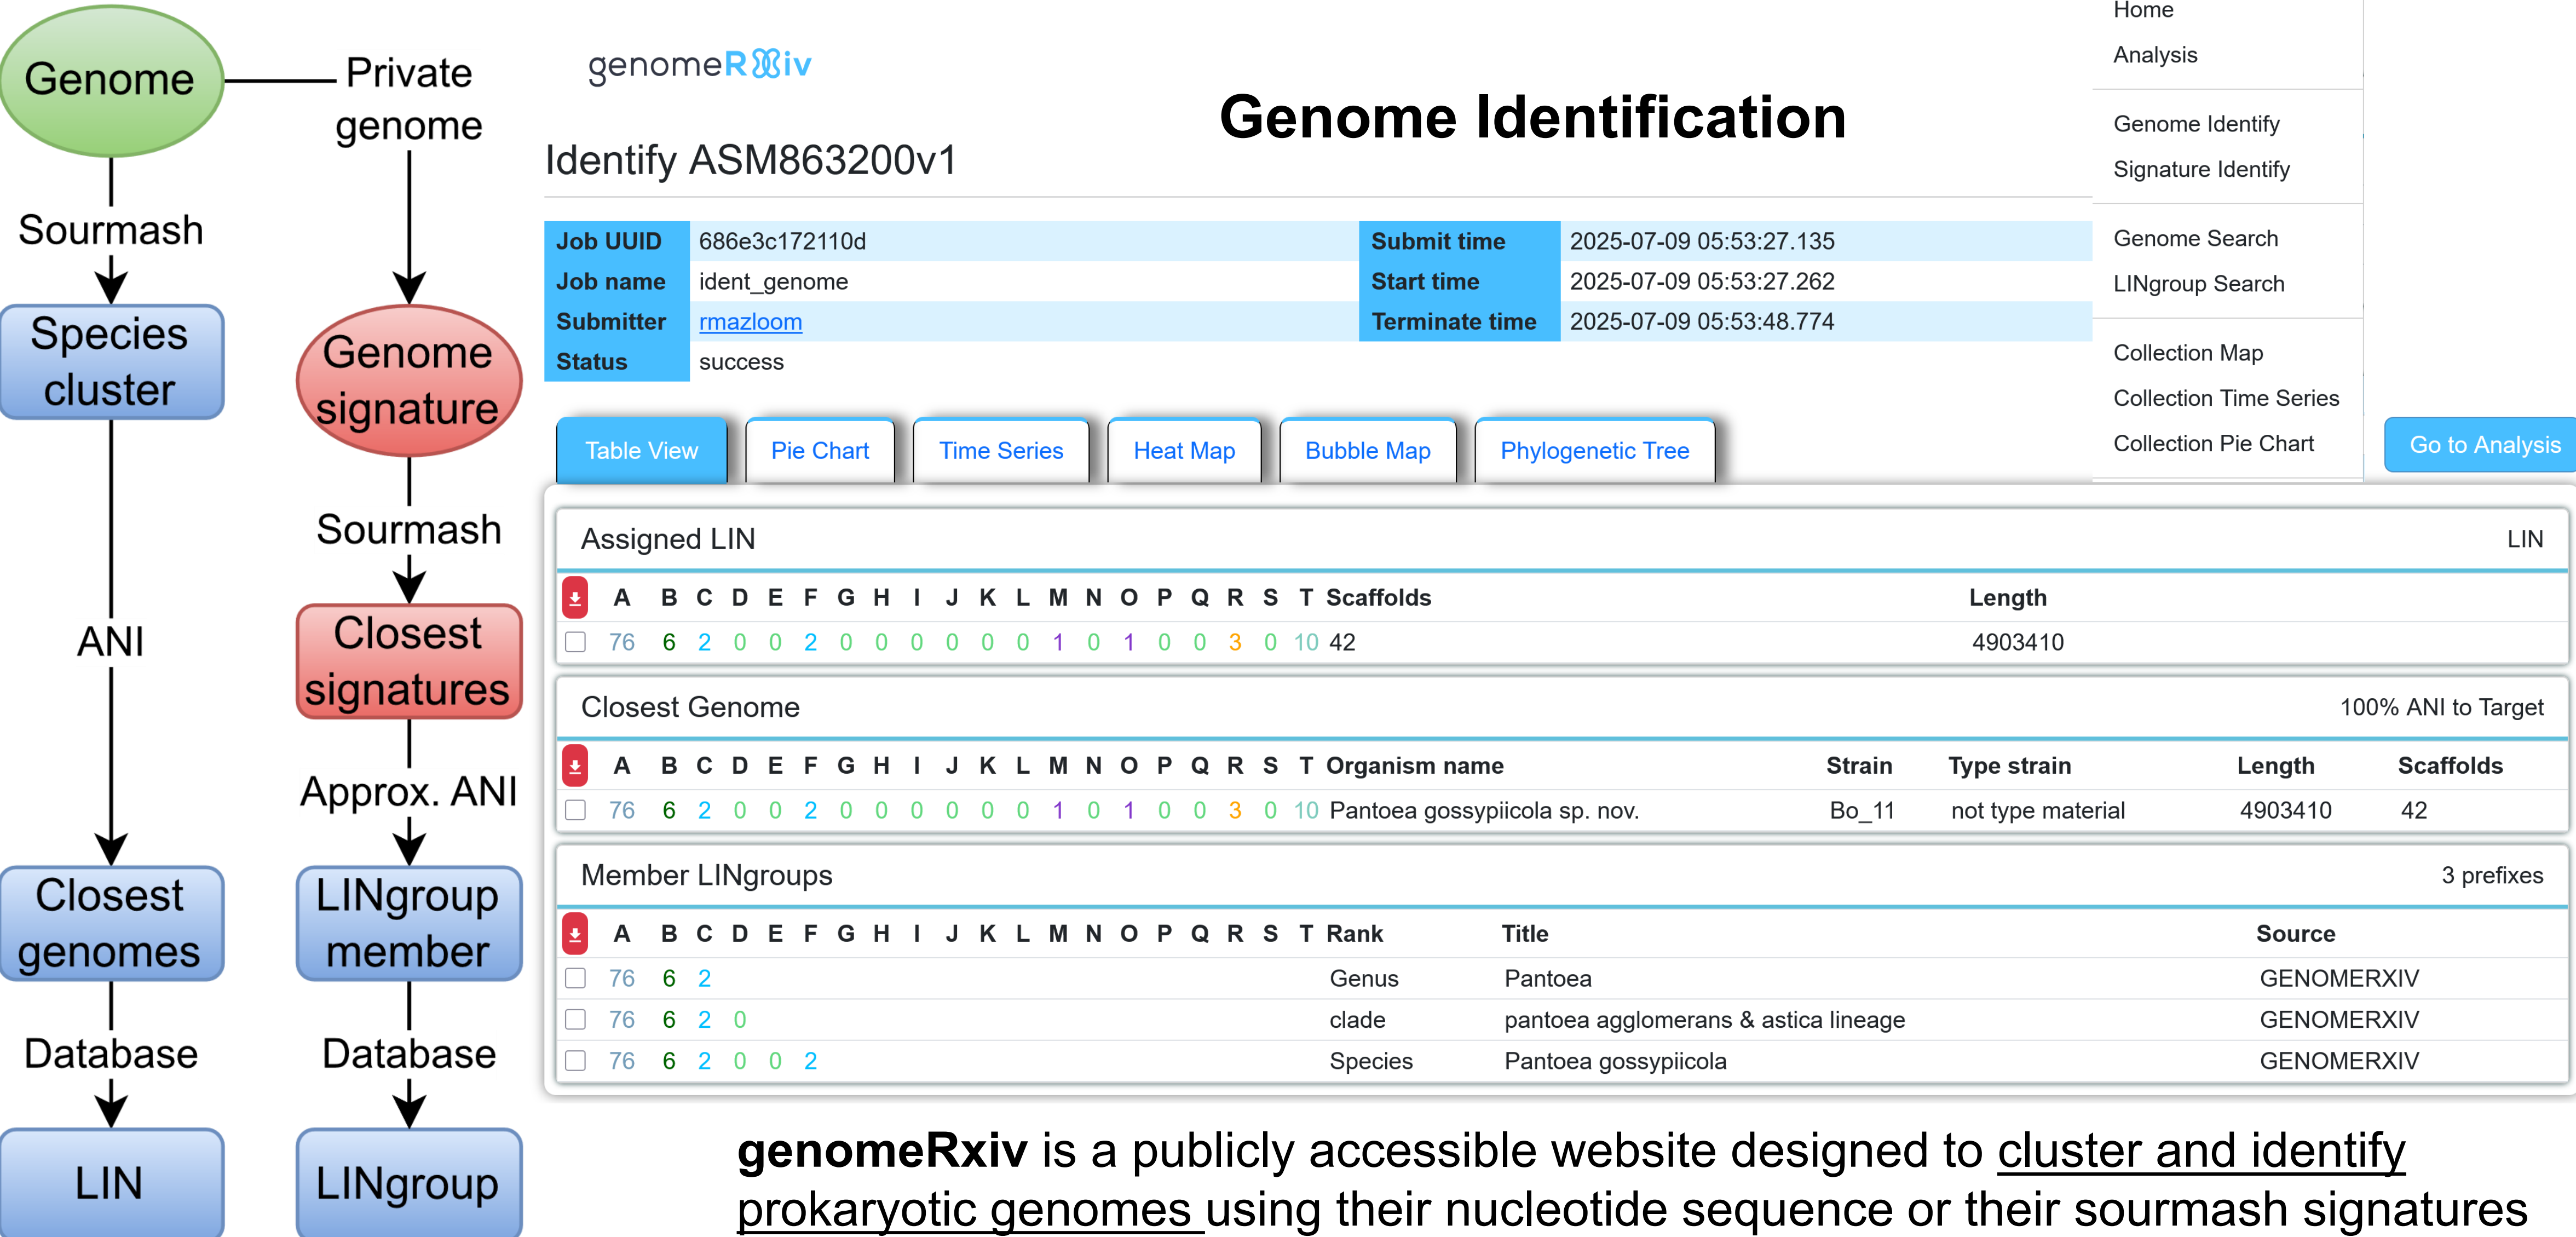 Genome
Private
genome
Sourmash
Species
cluster
ANI
Closest
genomes
Database
LIN
Genome
signature
Sourmash
Closest
signatures
Approx. ANI
LINgroup
member
Database
LINgroup
genomeRxiv
Genome Identification
Identify ASM863200v1
Job UUID 686e3c172110d Submit time 2025-07-09 05:53:27.135
Job name ident_genome Start time 2025-07-09 05:53:27.262
Submitter rmazloom Terminate time 2025-07-09 05:53:48.774
Status success
Home
Analysis
Genome Identify
Signature Identify
Genome Search
LINgroup Search
Collection Map
Collection Time Series
Collection Pie Chart
Go to Analysis
Table View Pie Chart Time Series Heat Map Bubble Map Phylogenetic Tree
Assigned LIN LIN
A B C D E F G H I J K L M N O P Q R S T Scaffolds Length
76 6 2 0 0 2 0 0 0 0 0 0 1 0 1 0 0 3 0 10 42 4903410
Closest Genome 100% ANI to Target
A B C D E F G H I J K L M N O P Q R S T Organism name Strain Type strain Length Scaffolds
76 6 2 0 0 2 0 0 0 0 0 0 1 0 1 0 0 3 0 10 Pantoea gossypiicola sp. nov. Bo_11 not type material 4903410 42
Member LINgroups 3 prefixes
A B C D E F G H I J K L M N O P Q R S T Rank Title Source
76 6 2 Genus Pantoea GENOMERXIV
76 6 2 0 clade pantoea agglomerans & astica lineage GENOMERXIV
76 6 2 0 0 2 Species Pantoea gossypiicola GENOMERXIV
genomeRxiv is a publicly accessible website designed to cluster and identify
prokaryotic genomes using their nucleotide sequence or their sourmash signatures